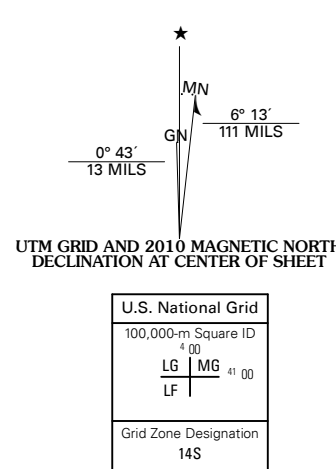 ★
MN
GN
6° 13´
111 MILS
0° 43´
13 MILS
UTM GRID AND 2010 MAGNETIC NORTH
DECLINATION AT CENTER OF SHEET
U.S. National Grid
100,000-m Square ID
4 00
LG MG 41 00
LF
Grid Zone Designation
14S